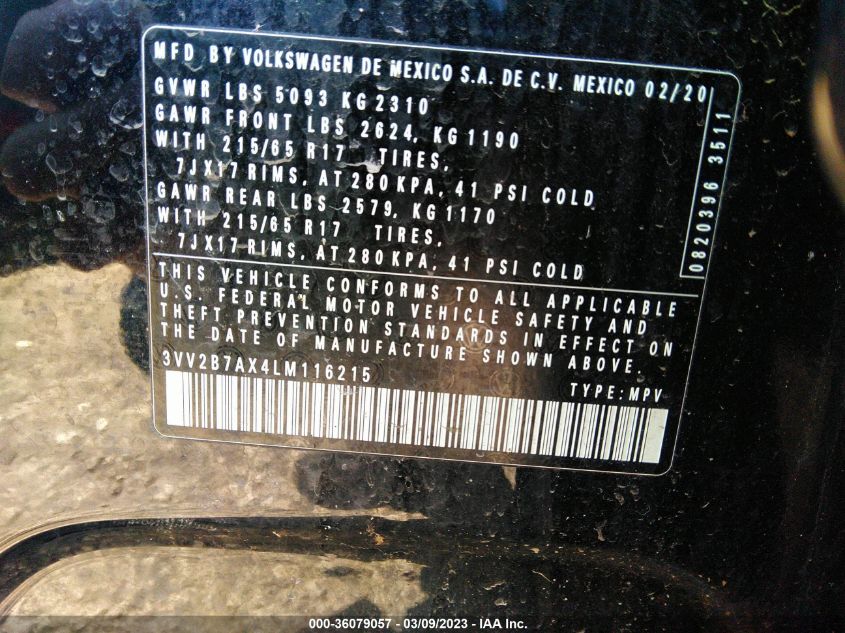 MFD BY VOLKSWAGEN DE MEXICO S.A. DE C.V. MEXICO 02/20
GVWR LBS 5093 KG 2310
GAWR FRONT LBS 2624, KG 1190
WITH 215/65 R17 TIRES,
7JX17 RIMS, AT 280 KPA, 41 PSI COLD
GAWR REAR LBS 2579, KG 1170
WITH 215/65 R17 TIRES,
7JX17 RIMS, AT 280 KPA, 41 PSI COLD
0820396 3511
THIS VEHICLE CONFORMS TO ALL APPLICABLE
U.S. FEDERAL MOTOR VEHICLE SAFETY AND
THEFT PREVENTION STANDARDS IN EFFECT ON
THE DATE OF MANUFACTURE SHOWN ABOVE.
3VV2B7AX4LM116215
TYPE: MPV
000-36079057 - 03/09/2023 - IAA Inc.